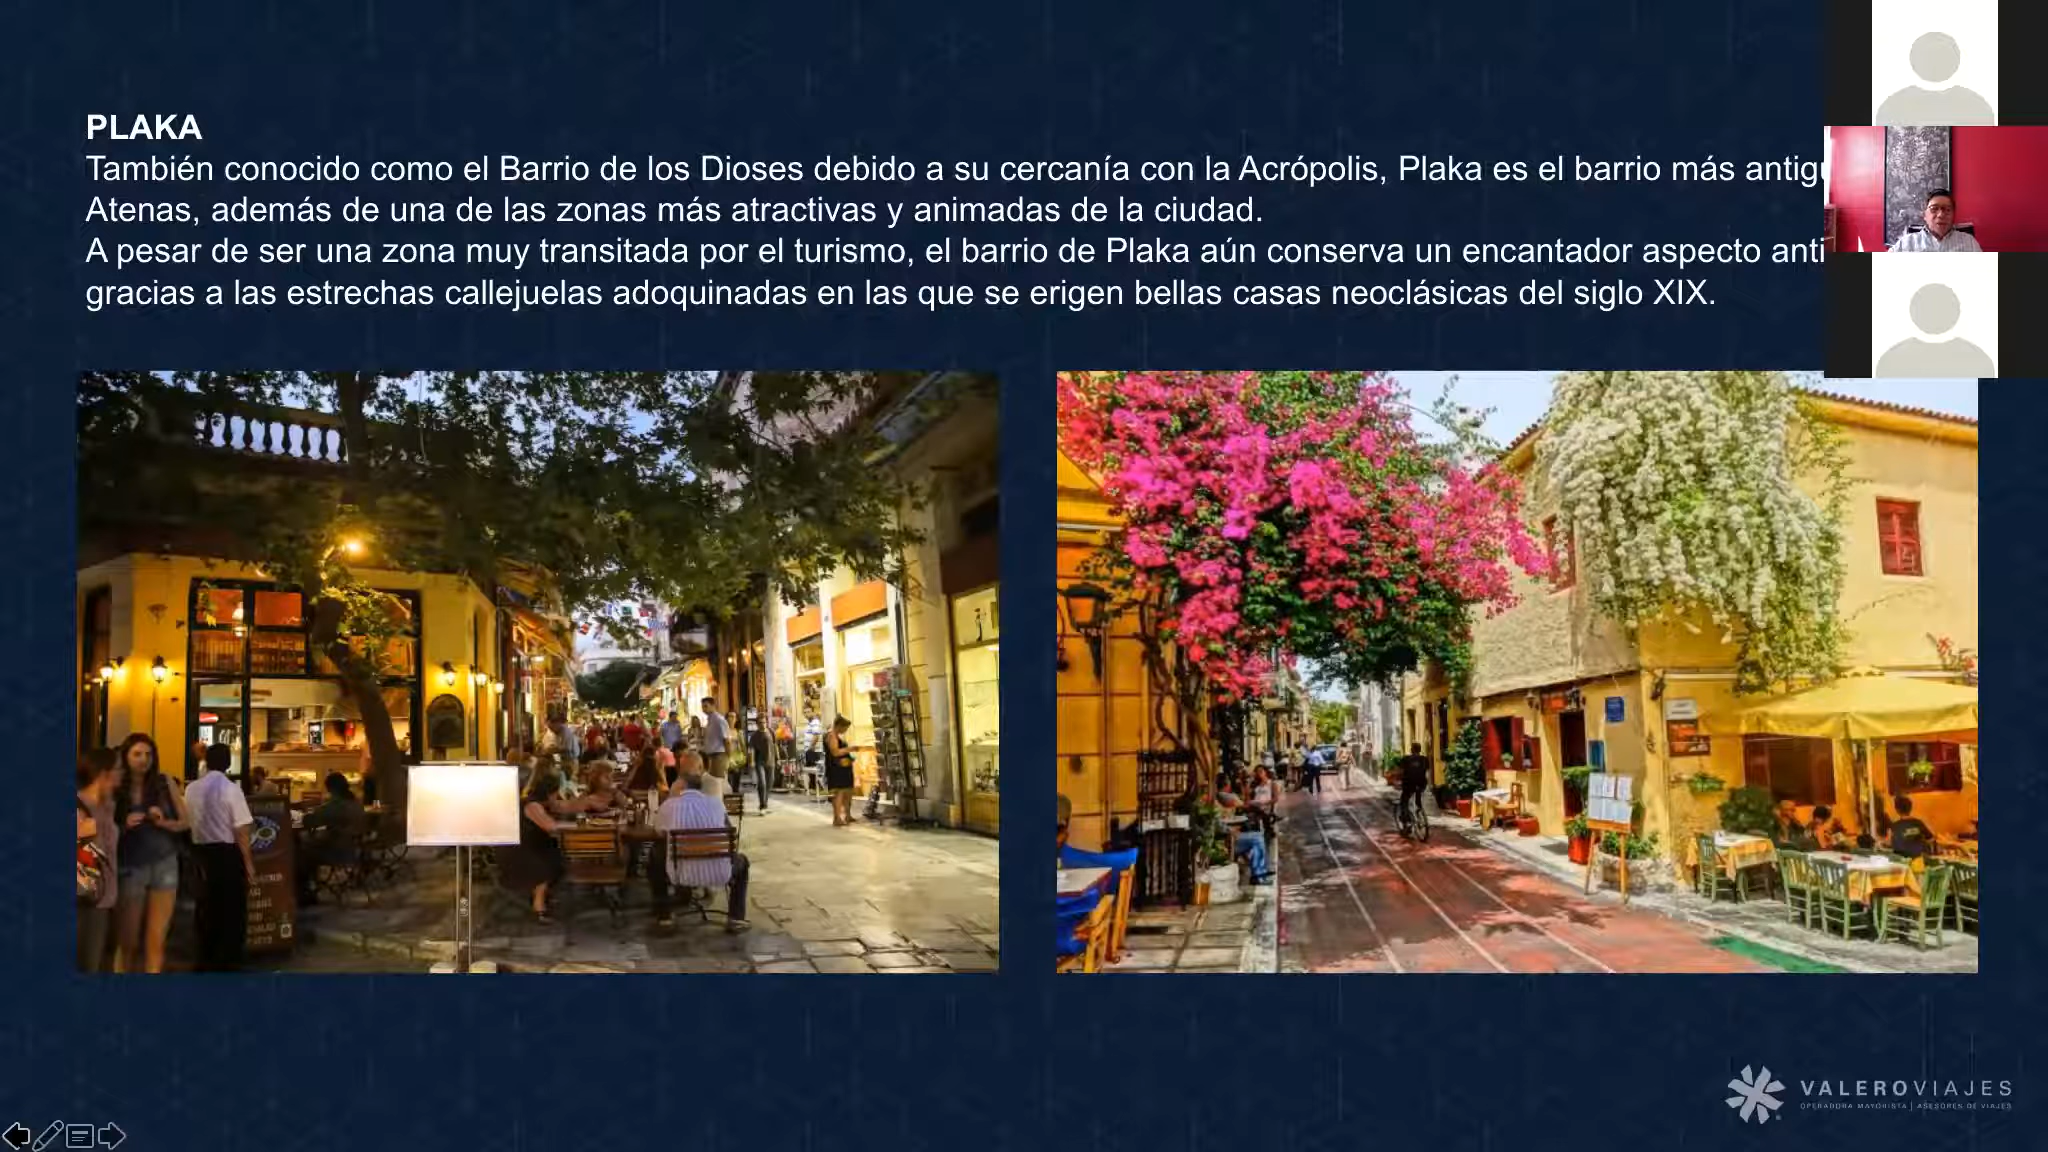 PLAKA
También conocido como el Barrio de los Dioses debido a su cercanía con la Acrópolis, Plaka es el barrio más
Atenas, además de una de las zonas más atractivas y animadas de la ciudad.
A pesar de ser una zona muy transitada por el turismo, el barrio de Plaka aún conserva un encantador aspecto
gracias a las estrechas callejuelas adoquinadas en las que se erigen bellas casas neoclásicas del siglo XIX.
VALEROVIAJES
OPERADORA MAYORISTA | ASESORES DE VIAJES